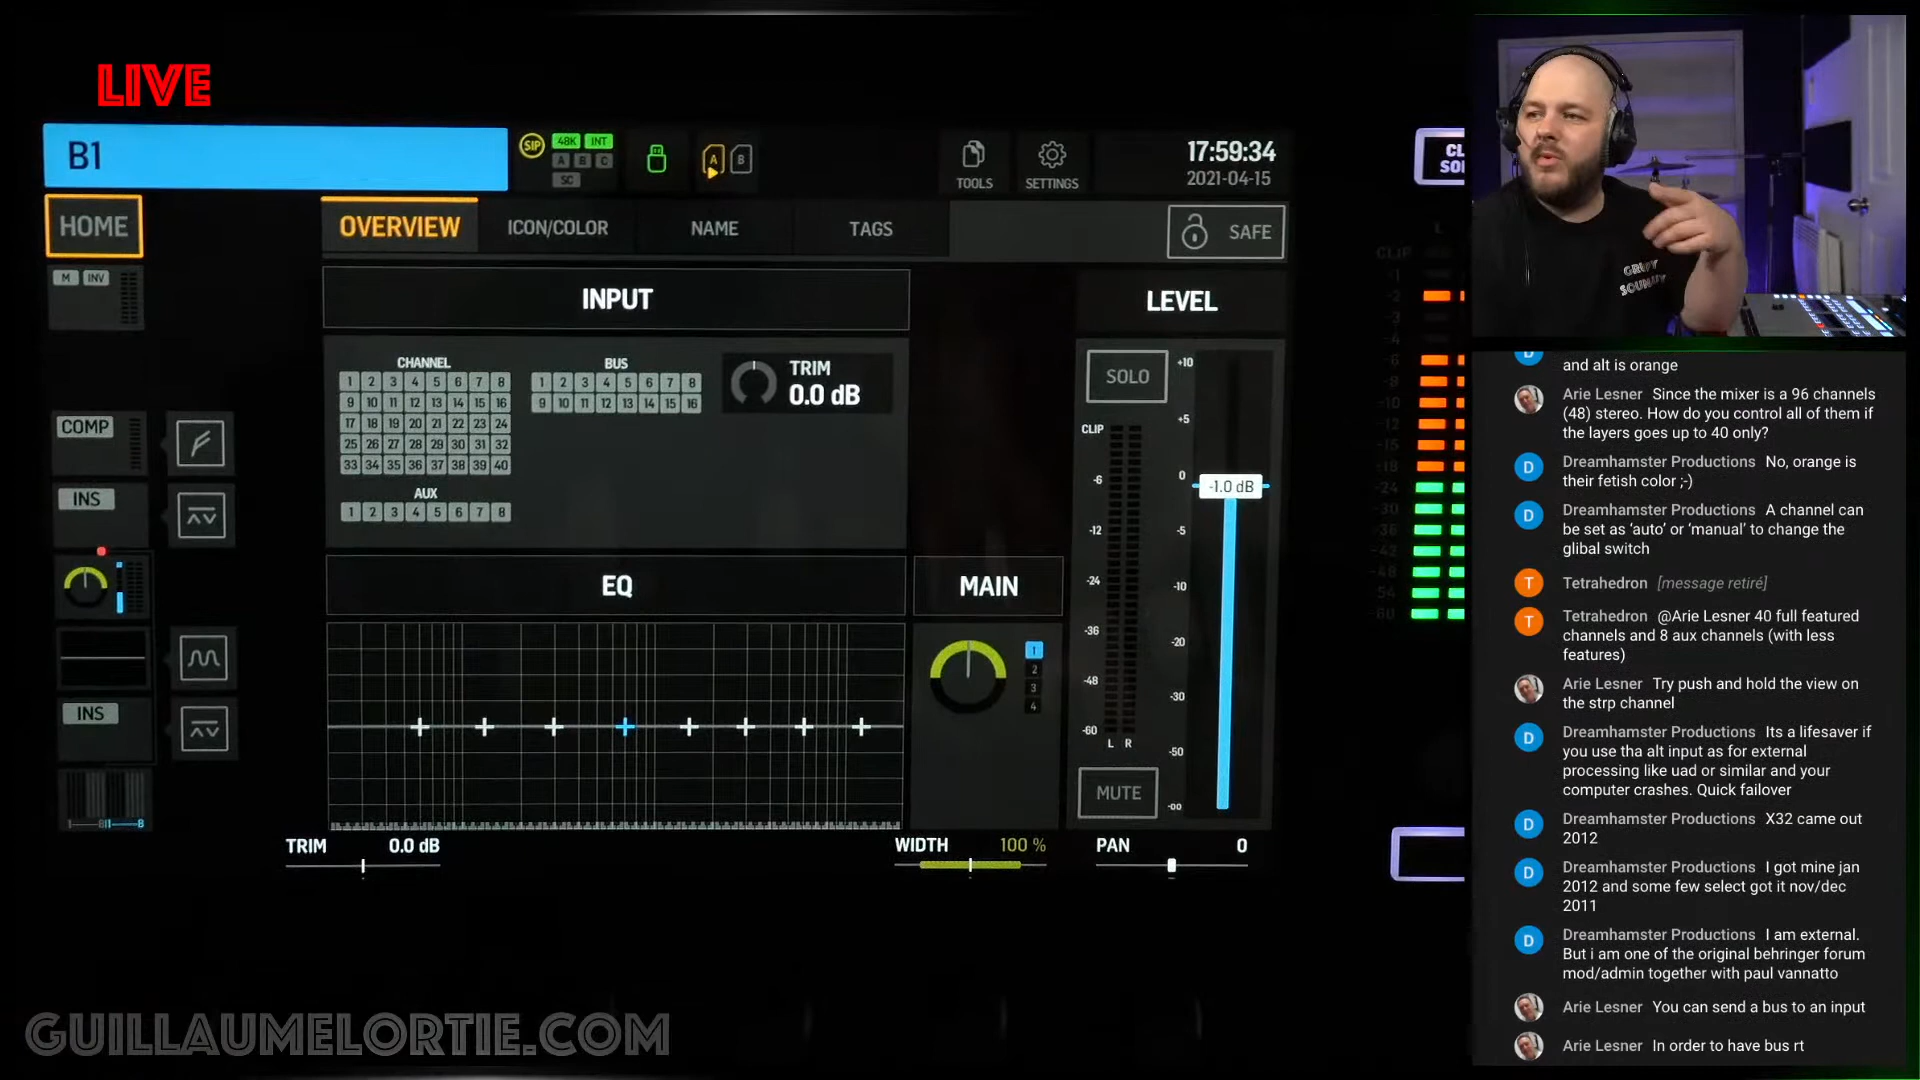 LIVE
B1
SIP
48K INT
A B C
SC
A B
TOOLS
SETTINGS
17:59:34
2021-04-15
HOME
OVERVIEW
ICON/COLOR
NAME
TAGS
SAFE
M INV
INPUT
LEVEL
CHANNEL
1 2 3 4 5 6 7 8
9 10 11 12 13 14 15 16
17 18 19 20 21 22 23 24
25 26 27 28 29 30 31 32
33 34 35 36 37 38 39 40
AUX
1 2 3 4 5 6 7 8
BUS
1 2 3 4 5 6 7 8
9 10 11 12 13 14 15 16
TRIM
0.0 dB
COMP
INS
INS
EQ
MAIN
1
2
3
4
SOLO
CLIP
-6
-12
-24
-36
-48
-60
L R
+10
+5
0
-5
-10
-20
-30
-50
-oo
-1.0 dB
MUTE
TRIM 0.0 dB
WIDTH 100 %
PAN 0
CLIP
GUILLAUMELORTIE.COM
and alt is orange
Arie Lesner Since the mixer is a 96 channels
(48) stereo. How do you control all of them if
the layers goes up to 40 only?
D
Dreamhamster Productions No, orange is
their fetish color ;-)
D
Dreamhamster Productions A channel can
be set as ‘auto’ or ‘manual’ to change the
glibal switch
T
Tetrahedron [message retiré]
T
Tetrahedron @Arie Lesner 40 full featured
channels and 8 aux channels (with less
features)
Arie Lesner Try push and hold the view on
the strp channel
D
Dreamhamster Productions Its a lifesaver if
you use tha alt input as for external
processing like uad or similar and your
computer crashes. Quick failover
D
Dreamhamster Productions X32 came out
2012
D
Dreamhamster Productions I got mine jan
2012 and some few select got it nov/dec
2011
D
Dreamhamster Productions I am external.
But i am one of the original behringer forum
mod/admin together with paul vannatto
Arie Lesner You can send a bus to an input
Arie Lesner In order to have bus rt